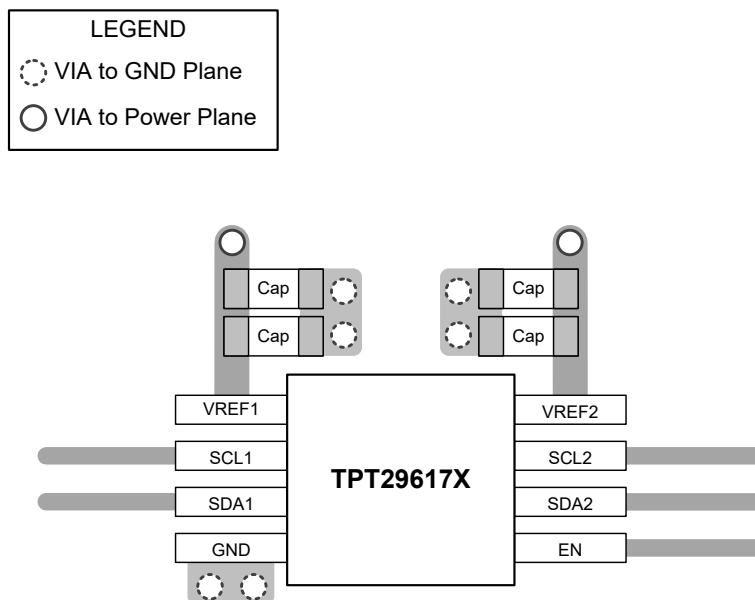 LEGEND
VIA to GND Plane
VIA to Power Plane
Cap
Cap
Cap
Cap
VREF1
VREF2
SCL1
SCL2
TPT29617X
SDA1
SDA2
GND
EN